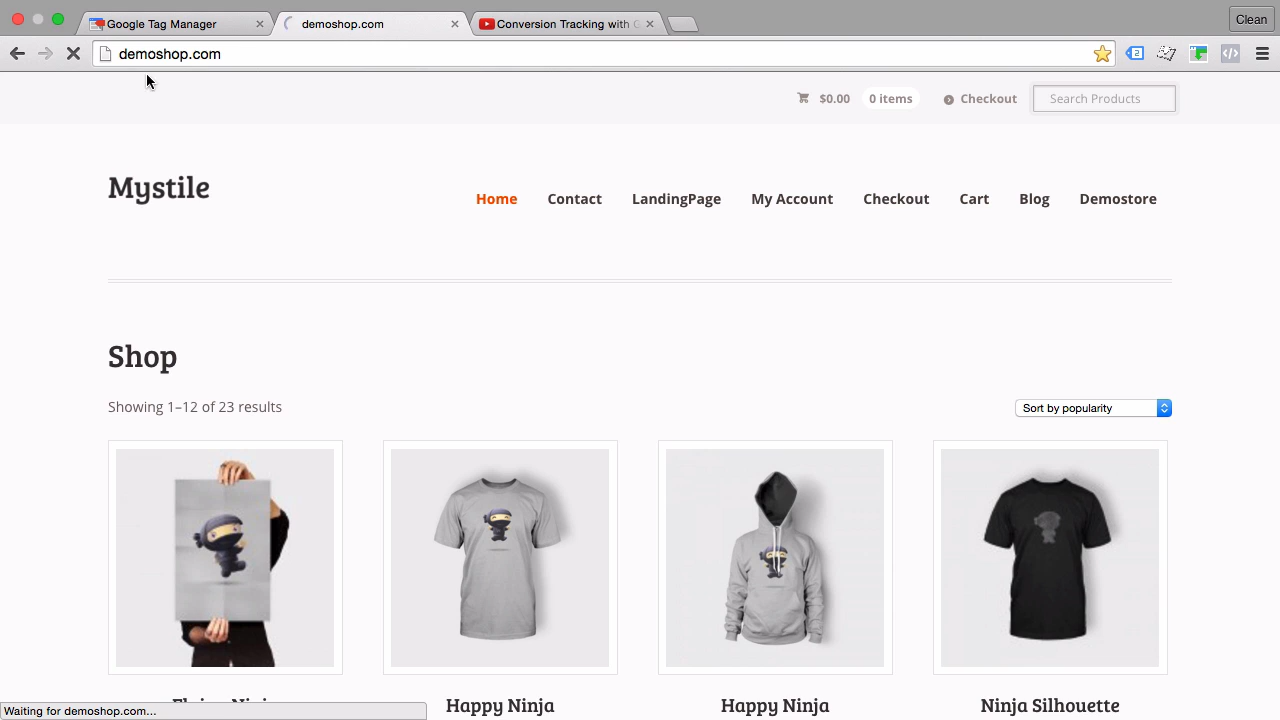 Google Tag Manager
demoshop.com
Conversion Tracking with
Clean
demoshop.com
2
$0.00 0 items Checkout Search Products
Mystile
Home Contact LandingPage My Account Checkout Cart Blog Demostore
Shop
Showing 1–12 of 23 results
Sort by popularity
Happy Ninja
Happy Ninja
Ninja Silhouette
Waiting for demoshop.com...